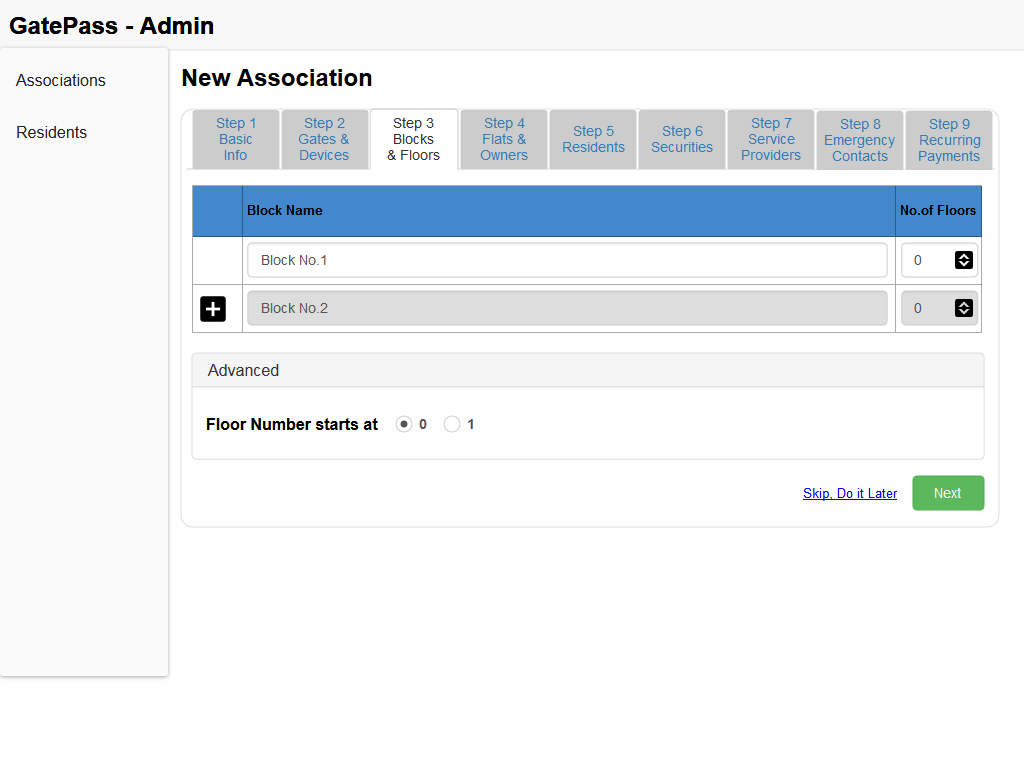 GatePass - Admin
Associations
Residents
New Association
Step 1
Basic
Info
Step 2
Gates &
Devices
Step 3
Blocks
& Floors
Step 4
Flats &
Owners
Step 5
Residents
Step 6
Securities
Step 7
Service
Providers
Step 8
Emergency
Contacts
Step 9
Recurring
Payments
Block Name
No.of Floors
Block No.1
0
Block No.2
0
Advanced
Floor Number starts at 0 1
Skip, Do it Later
Next